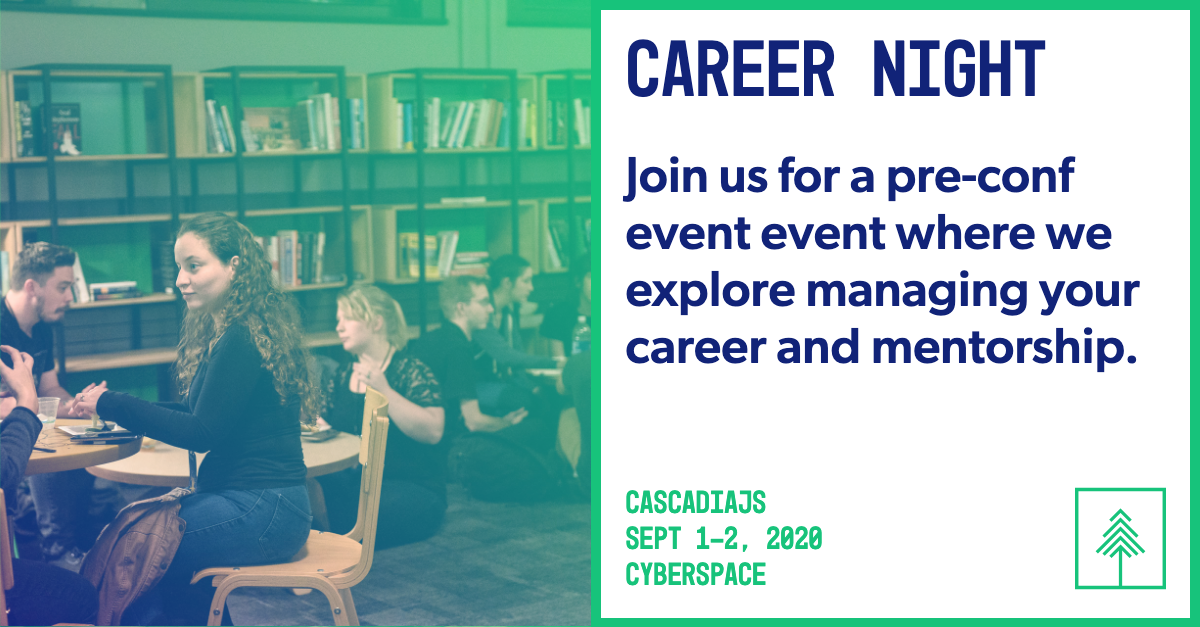 CAREER NIGHT
Join us for a pre-conf
event event where we
explore managing your
career and mentorship.
CASCADIAJS
SEPT 1-2, 2020
CYBERSPACE